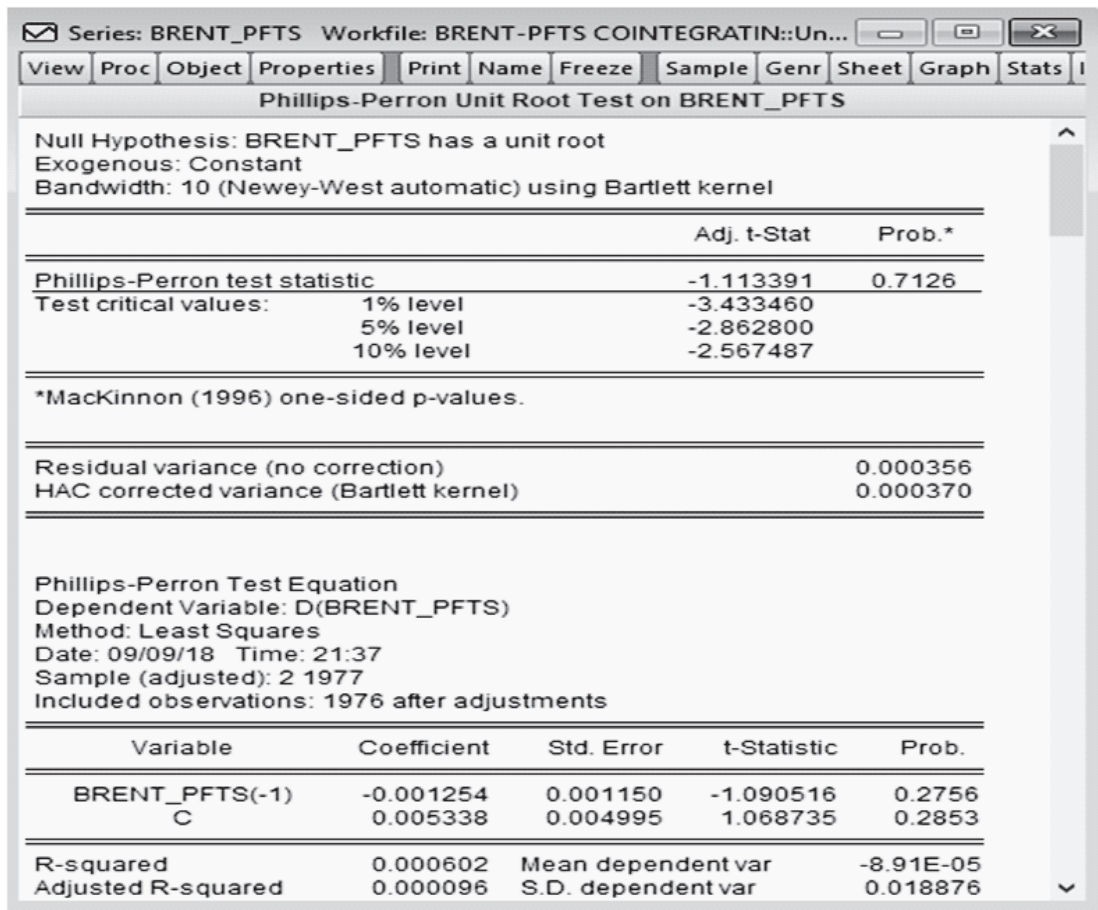 Series: BRENT_PFTS Workfile: BRENT-PFTS COINTEGRATIN::Un...
View Proc Object Properties Print Name Freeze Sample Genr Sheet Graph Stats
Phillips-Perron Unit Root Test on BRENT_PFTS
Null Hypothesis: BRENT_PFTS has a unit root
Exogenous: Constant
Bandwidth: 10 (Newey-West automatic) using Bartlett kernel
Adj. t-Stat Prob.*
Phillips-Perron test statistic -1.113391 0.7126
Test critical values: 1% level -3.433460
5% level -2.862800
10% level -2.567487
*MacKinnon (1996) one-sided p-values.
Residual variance (no correction) 0.000356
HAC corrected variance (Bartlett kernel) 0.000370
Phillips-Perron Test Equation
Dependent Variable: D(BRENT_PFTS)
Method: Least Squares
Date: 09/09/18 Time: 21:37
Sample (adjusted): 2 1977
Included observations: 1976 after adjustments
Variable Coefficient Std. Error t-Statistic Prob.
BRENT_PFTS(-1) -0.001254 0.001150 -1.090516 0.2756
C 0.005338 0.004995 1.068735 0.2853
R-squared 0.000602 Mean dependent var -8.91E-05
Adjusted R-squared 0.000096 S.D. dependent var 0.018876